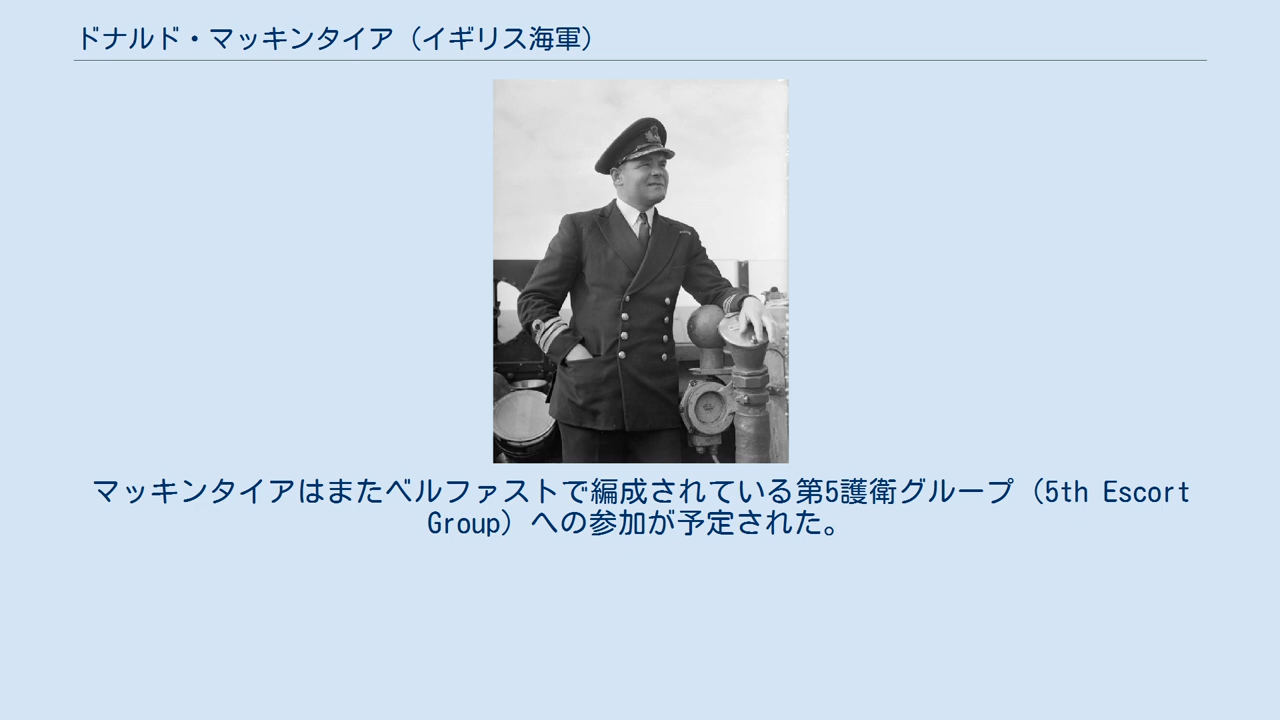 ドナルド・マッキンタイア（イギリス海軍）
マッキンタイアはまたベルファストで編成されている第5護衛グループ（5th Escort
Group）への参加が予定された。